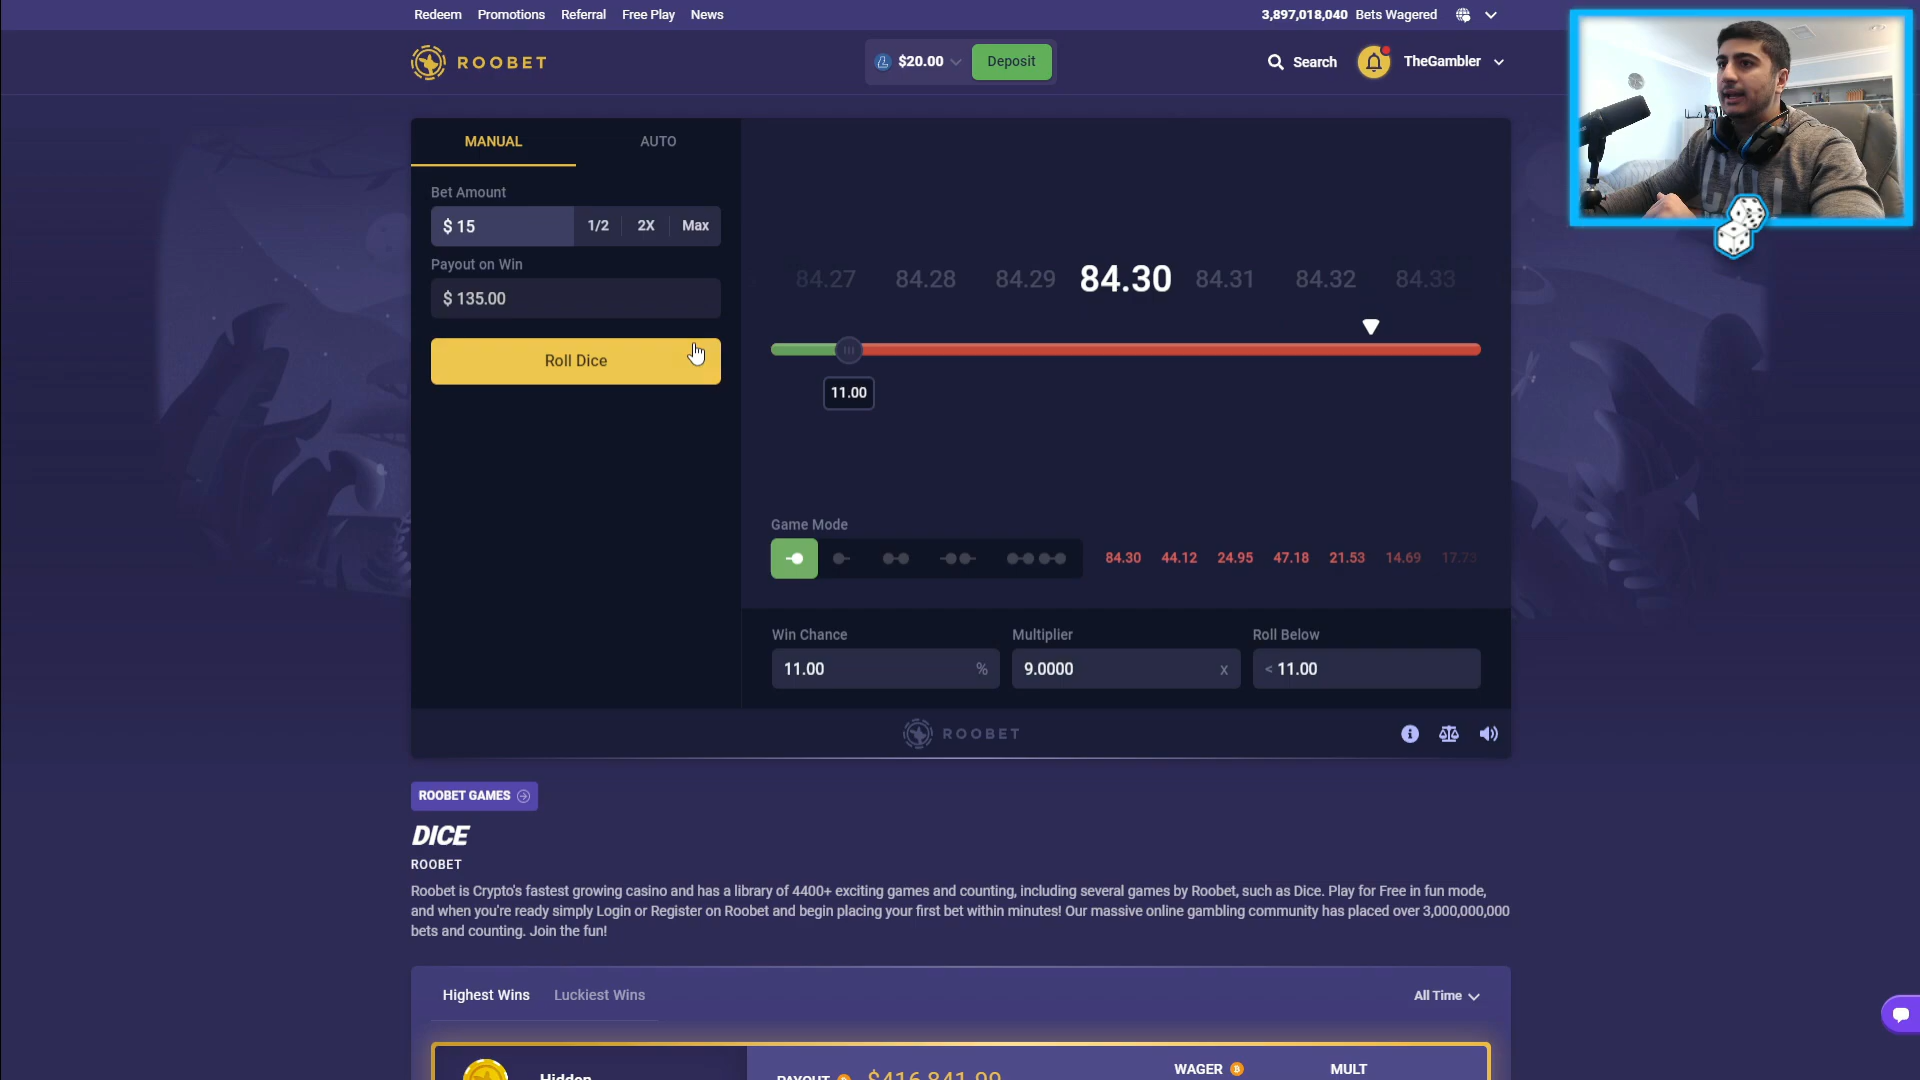 Redeem Promotions Referral Free Play News
3,897,018,040 Bets Wagered
ROOBET
$20.00
Deposit
Search
TheGambler
MANUAL
AUTO
Bet Amount
$ 15
1/2
2X
Max
Payout on Win
$ 135.00
Roll Dice
84.27 84.28 84.29 84.30 84.31 84.32 84.33
11.00
Game Mode
84.30 44.12 24.95 47.18 21.53 14.69 17.73
Win Chance
11.00 %
Multiplier
9.0000 x
Roll Below
< 11.00
ROOBET
ROOBET GAMES
DICE
ROOBET
Roobet is Crypto's fastest growing casino and has a library of 4400+ exciting games and counting, including several games by Roobet, such as Dice. Play for Free in fun mode,
and when you're ready simply Login or Register on Roobet and begin placing your first bet within minutes! Our massive online gambling community has placed over 3,000,000,000
bets and counting. Join the fun!
Highest Wins
Luckiest Wins
All Time
Hidden
PAYOUT
$416,841.99
WAGER
MULT